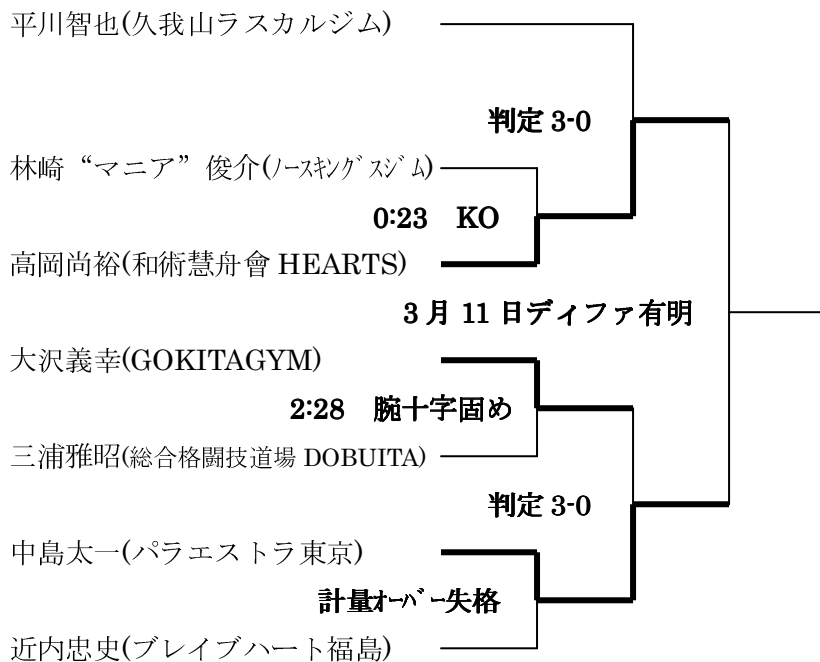 平川智也(久我山ラスカルジム)
判定 3-0
林崎“マニア”俊介(ﾉｰｽｷﾝｸﾞｽｼﾞﾑ)
0:23　KO
高岡尚裕(和術慧舟會 HEARTS)
3 月 11 日ディファ有明
大沢義幸(GOKITAGYM)
2:28　腕十字固め
三浦雅昭(総合格闘技道場 DOBUITA)
判定 3-0
中島太一(パラエストラ東京)
計量ｵｰﾊﾞｰ失格
近内忠史(ブレイブハート福島)